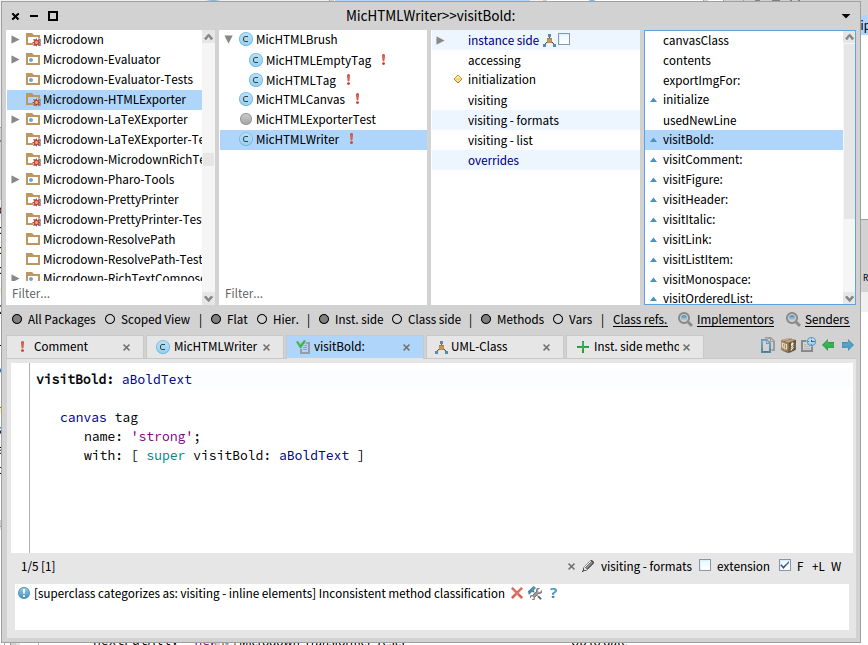 MicHTMLWriter>>visitBold:
Microdown
Microdown-Evaluator
Microdown-Evaluator-Tests
Microdown-HTMLExporter
Microdown-LaTeXExporter
Microdown-LaTeXExporter-Te
Microdown-MicrodownRichTe
Microdown-Pharo-Tools
Microdown-PrettyPrinter
Microdown-PrettyPrinter-Tes
Microdown-ResolvePath
Microdown-ResolvePath-Test
Microdown-RichTextCompose
Filter...
MicHTMLBrush
MicHTMLEmptyTag !
MicHTMLTag !
MicHTMLCanvas !
MicHTMLExporterTest
MicHTMLWriter !
Filter...
instance side
accessing
initialization
visiting
visiting - formats
visiting - list
overrides
canvasClass
contents
exportImgFor:
initialize
usedNewLine
visitBold:
visitComment:
visitFigure:
visitHeader:
visitItalic:
visitLink:
visitListItem:
visitMonospace:
visitOrderedList:
All Packages Scoped View | Flat Hier. | Inst. side Class side | Methods Vars | Class refs. Implementors Senders
! Comment × MicHTMLWriter × visitBold: × UML-Class × Inst. side methc ×
visitBold: aBoldText
canvas tag
name: 'strong';
with: [ super visitBold: aBoldText ]
1/5 [1] × visiting - formats extension F +L W
[superclass categorizes as: visiting - inline elements] Inconsistent method classification ?